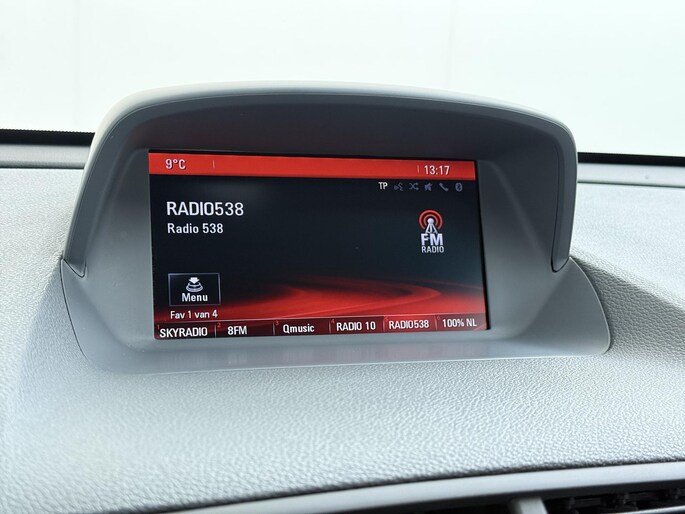 9°C 13:17
TP
RADIO538
Radio 538
FM
RADIO
Menu
Fav 1 van 4
SKYRADIO 8FM Qmusic RADIO 10 RADIO538 100% NL